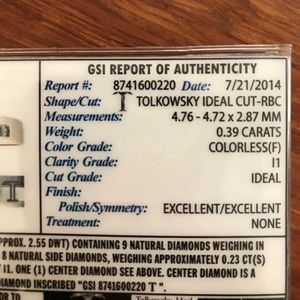 GSI REPORT OF AUTHENTICITY
Report #: 8741600220 Date: 7/21/2014
Shape/Cut: T TOLKOWSKY IDEAL CUT-RBC
Measurements: 4.76 - 4.72 x 2.87 MM
Weight: 0.39 CARATS
Color Grade: COLORLESS(F)
Clarity Grade: I1
Cut Grade: IDEAL
Finish:
Polish/Symmetry: EXCELLENT/EXCELLENT
Treatment: NONE
APPROX. 2.55 DWT) CONTAINING 9 NATURAL DIAMONDS WEIGHING IN
8 NATURAL SIDE DIAMONDS, WEIGHING APPROXIMATELY 0.23 CT(S)
I1. ONE (1) CENTER DIAMOND SEE ABOVE. CENTER DIAMOND IS A
DIAMOND INSCRIBED "GSI 8741600220 T".
OR TO